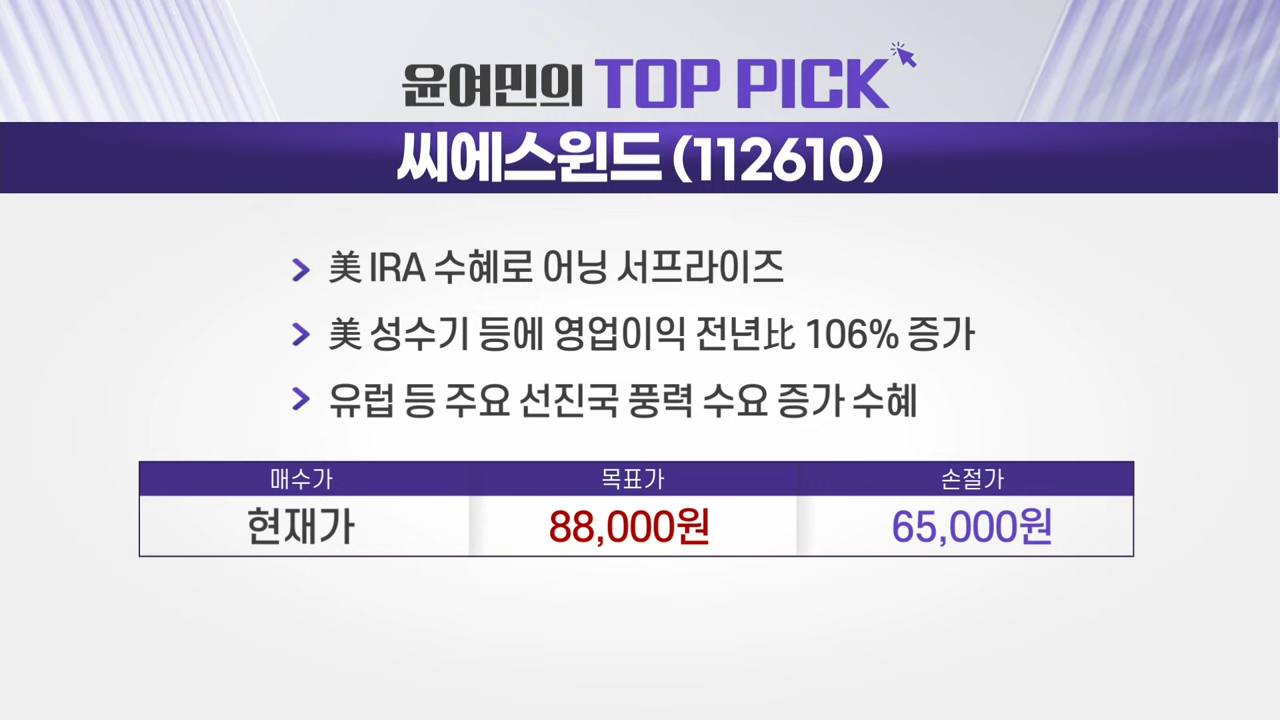 윤여민의 TOP PICK
씨에스윈드 (112610)
美 IRA 수혜로 어닝 서프라이즈
美 성수기 등에 영업이익 전년比 106% 증가
유럽 등 주요 선진국 풍력 수요 증가 수혜
매수가 목표가 손절가
현재가 88,000원 65,000원